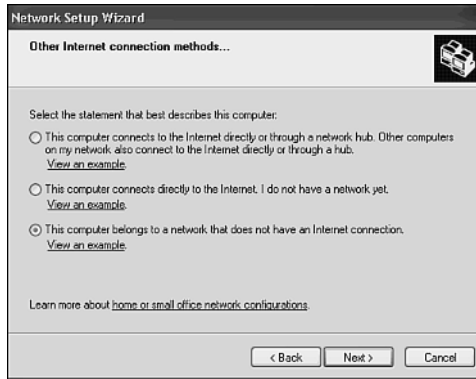 Network Setup Wizard
Other Internet connection methods...
Select the statement that best describes this computer:
This computer connects to the Internet directly or through a network hub. Other computers
on my network also connect to the Internet directly or through a hub.
View an example.
This computer connects directly to the Internet. I do not have a network yet.
View an example.
This computer belongs to a network that does not have an Internet connection.
View an example.
Learn more about home or small office network configurations.
< Back
Next >
Cancel